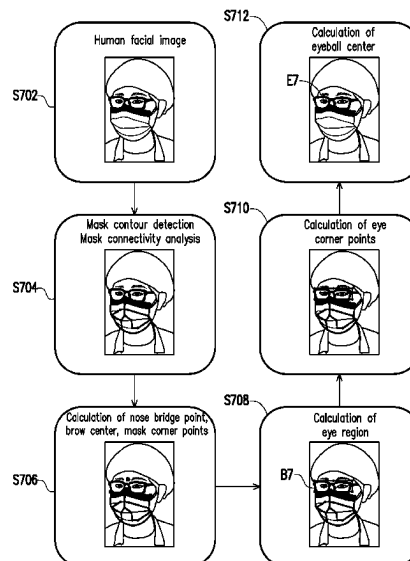 S702
Human facial image
S704
Mask contour detection
Mask connectivity analysis
S706
Calculation of nose bridge point,
brow center, mask corner points
S708
Calculation of
eye region
B7
S710
Calculation of eye
corner points
S712
Calculation of
eyeball center
E7